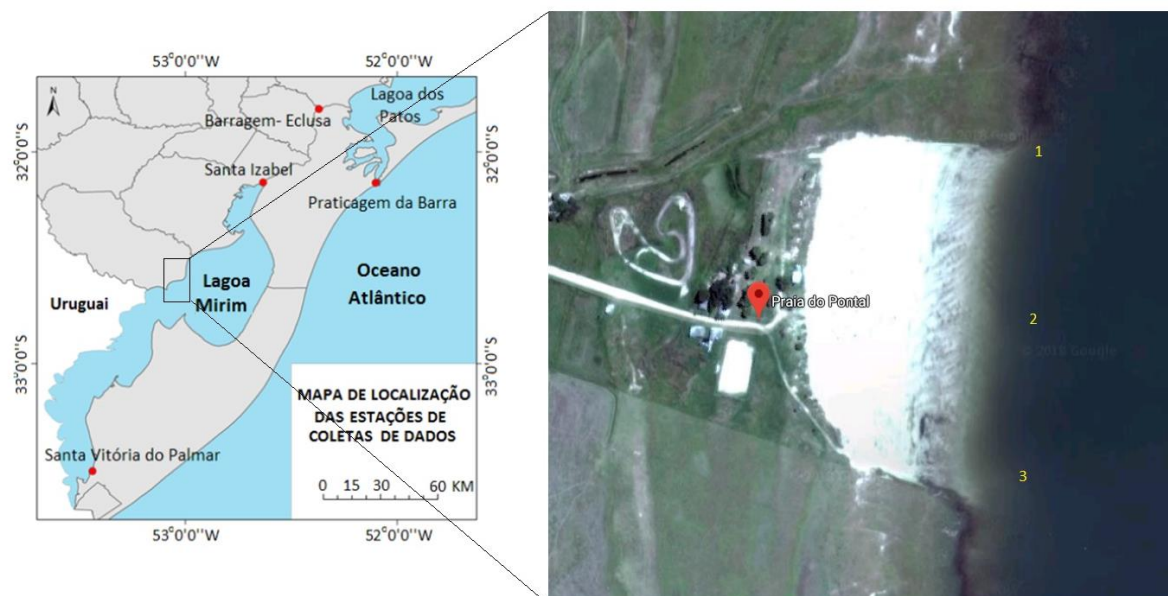 53°0'0''W
52°0'0''W
N
Lagoa dos
Patos
Barragem- Eclusa
32°0'0''S
32°0'0''S
Santa Izabel
Praticagem da Barra
Oceano
Atlântico
Lagoa
Mirim
Uruguai
33°0'0''S
33°0'0''S
MAPA DE LOCALIZAÇÃO
DAS ESTAÇÕES DE
COLETAS DE DADOS
Santa Vitória do Palmar
0 15 30 60 KM
53°0'0''W
52°0'0''W
1
Praia do Pontal
2
© 2018 Google
3